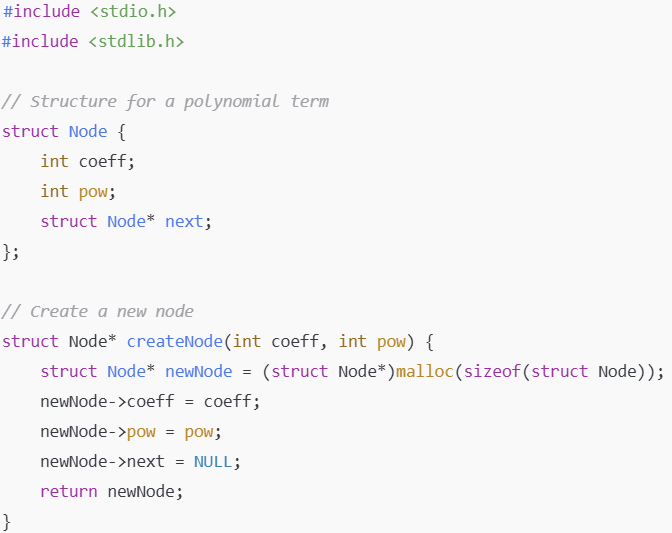 #include <stdio.h>
#include <stdlib.h>

// Structure for a polynomial term
struct Node {
    int coeff;
    int pow;
    struct Node* next;
};

// Create a new node
struct Node* createNode(int coeff, int pow) {
    struct Node* newNode = (struct Node*)malloc(sizeof(struct Node));
    newNode->coeff = coeff;
    newNode->pow = pow;
    newNode->next = NULL;
    return newNode;
}